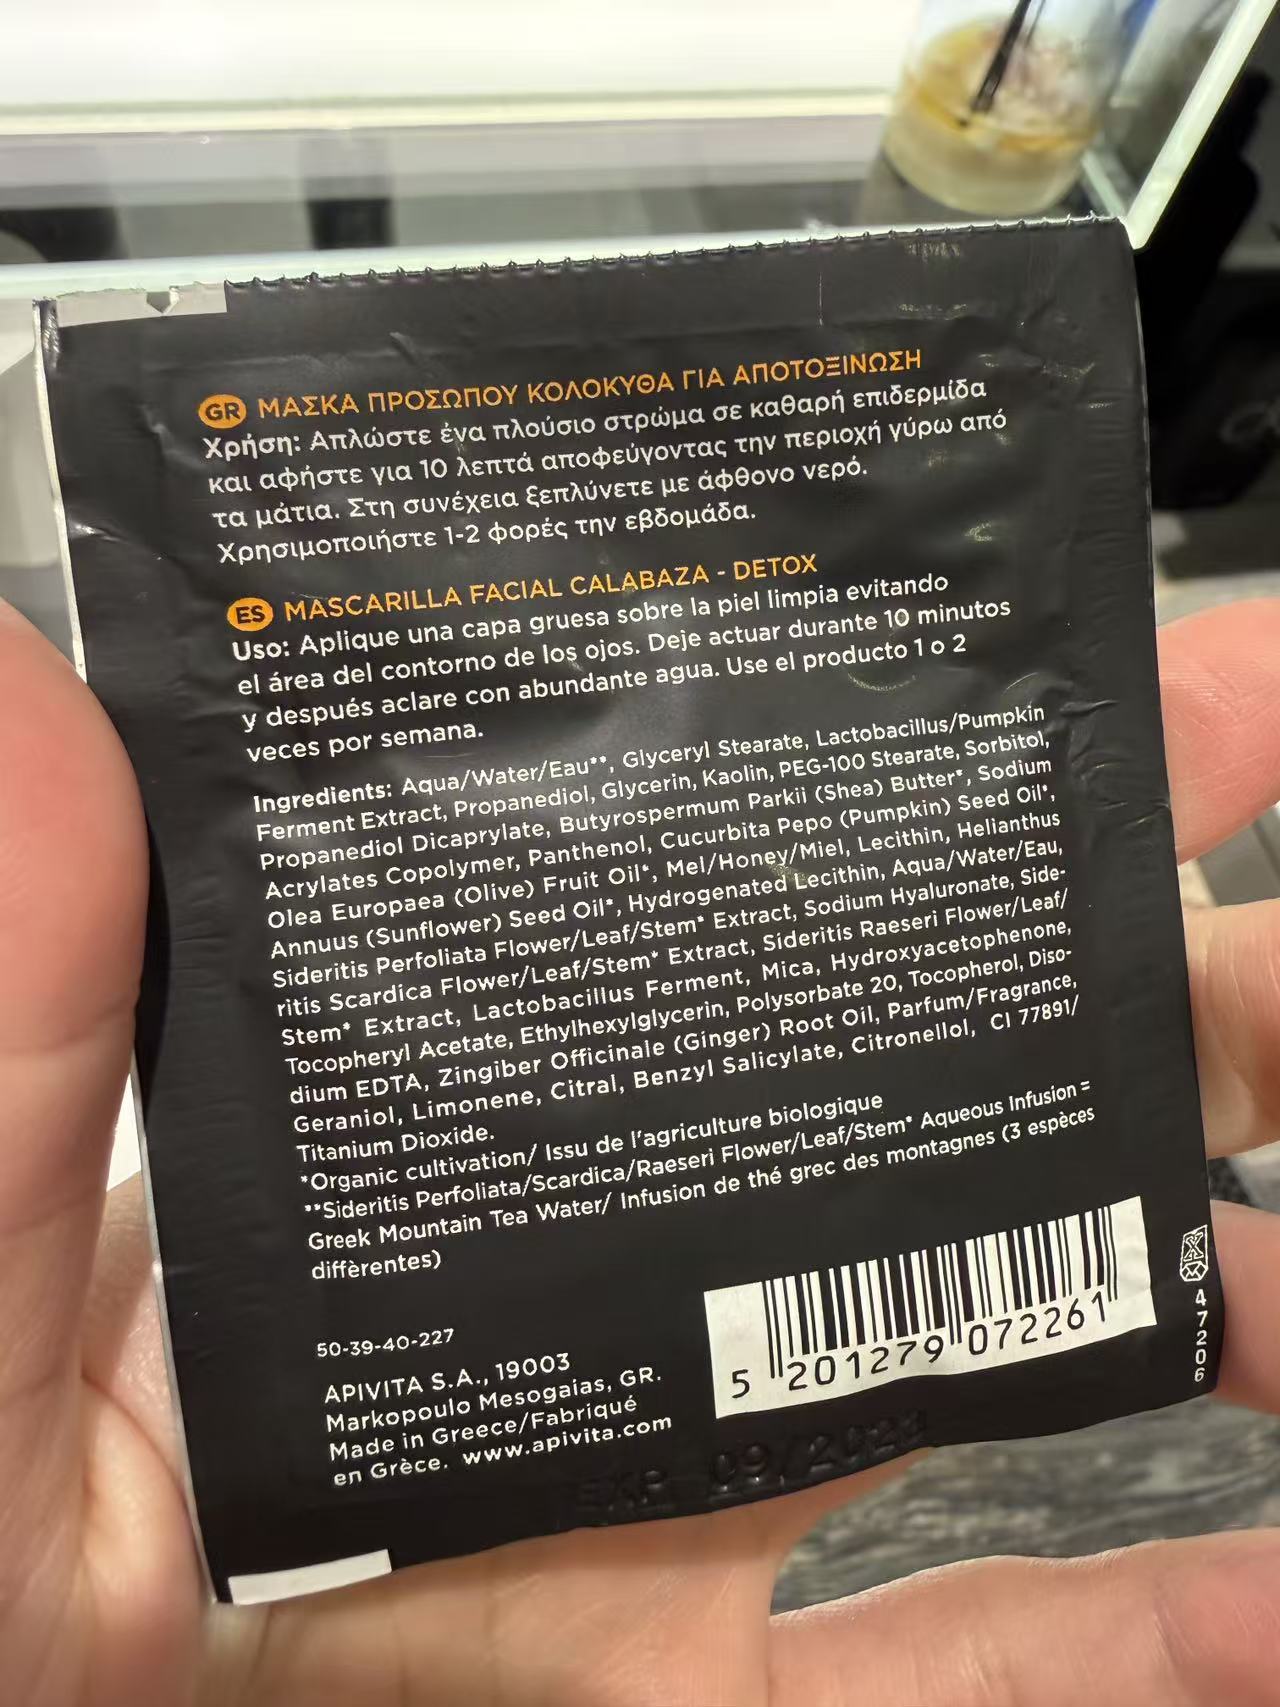 GR ΜΑΣΚΑ ΠΡΟΣΩΠΟΥ ΚΟΛΟΚΥΘΑ ΓΙΑ ΑΠΟΤΟΞΙΝΩΣΗ
Χρήση: Απλώστε ένα πλούσιο στρώμα σε καθαρή επιδερμίδα
και αφήστε για 10 λεπτά αποφεύγοντας την περιοχή γύρω από
τα μάτια. Στη συνέχεια ξεπλύνετε με άφθονο νερό.
Χρησιμοποιήστε 1-2 φορές την εβδομάδα.
ES MASCARILLA FACIAL CALABAZA - DETOX
Uso: Aplique una capa gruesa sobre la piel limpia evitando
el área del contorno de los ojos. Deje actuar durante 10 minutos
y después aclare con abundante agua. Use el producto 1 o 2
veces por semana.
Ingredients: Aqua/Water/Eau**, Glyceryl Stearate, Lactobacillus/Pumpkin
Ferment Extract, Propanediol, Glycerin, Kaolin, PEG-100 Stearate, Sorbitol,
Propanediol Dicaprylate, Butyrospermum Parkii (Shea) Butter*, Sodium
Acrylates Copolymer, Panthenol, Cucurbita Pepo (Pumpkin) Seed Oil*,
Olea Europaea (Olive) Fruit Oil*, Mel/Honey/Miel, Lecithin, Helianthus
Annuus (Sunflower) Seed Oil*, Hydrogenated Lecithin, Aqua/Water/Eau,
Sideritis Perfoliata Flower/Leaf/Stem* Extract, Sodium Hyaluronate, Side-
ritis Scardica Flower/Leaf/Stem* Extract, Sideritis Raeseri Flower/Leaf/
Stem* Extract, Lactobacillus Ferment, Mica, Hydroxyacetophenone,
Tocopheryl Acetate, Ethylhexylglycerin, Polysorbate 20, Tocopherol, Diso-
dium EDTA, Zingiber Officinale (Ginger) Root Oil, Parfum/Fragrance,
Geraniol, Limonene, Citral, Benzyl Salicylate, Citronellol, CI 77891/
Titanium Dioxide.
*Organic cultivation/ Issu de l'agriculture biologique
**Sideritis Perfoliata/Scardica/Raeseri Flower/Leaf/Stem* Aqueous Infusion =
Greek Mountain Tea Water/ Infusion de thé grec des montagnes (3 espèces
diffèrentes)
50-39-40-227
APIVITA S.A., 19003
Markopoulo Mesogaias, GR.
Made in Greece/Fabriqué
en Grèce. www.apivita.com
5 201279 072261
47206
EXP 09/